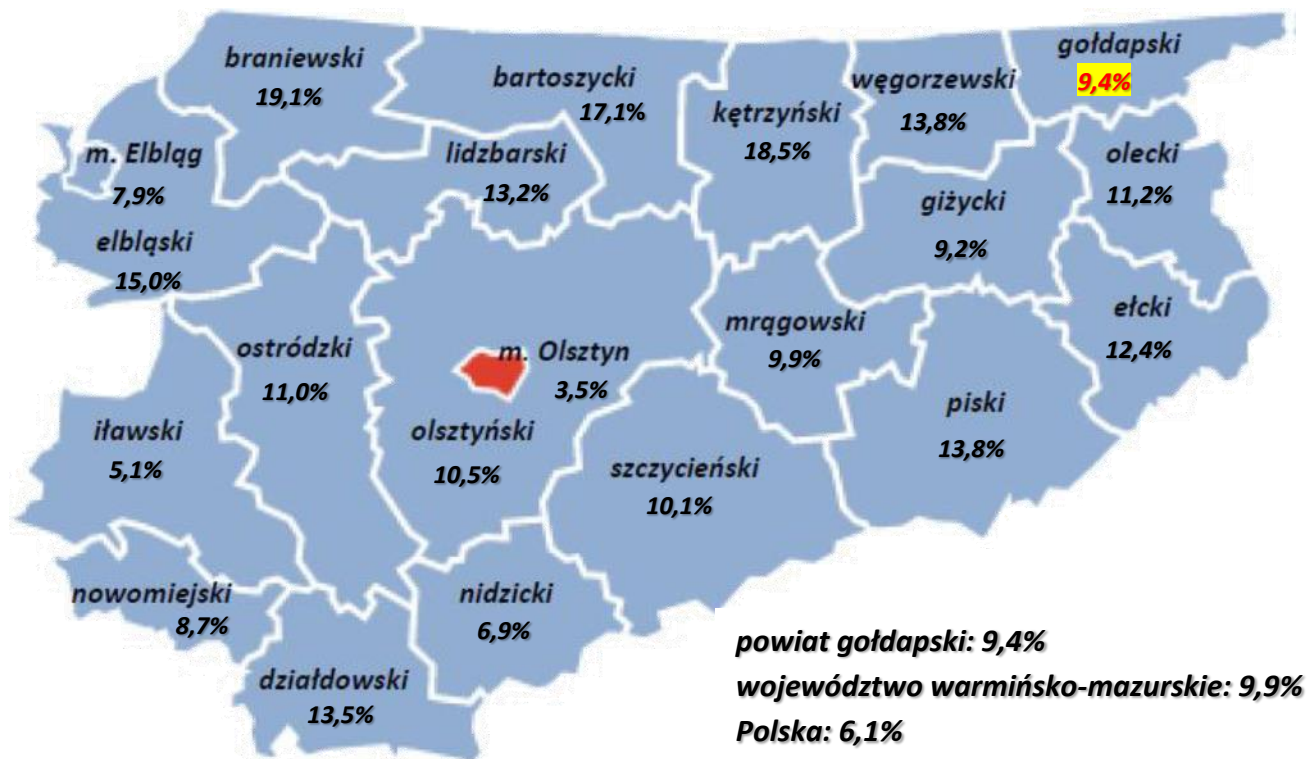 braniewski
19,1%
bartoszycki
17,1%
kętrzyński
18,5%
węgorzewski
13,8%
gołdapski
9,4%
m. Elbląg
7,9%
lidzbarski
13,2%
olecki
11,2%
giżycki
9,2%
elbląski
15,0%
ełcki
12,4%
mrągowski
9,9%
ostródzki
11,0%
m. Olsztyn
3,5%
piski
13,8%
iławski
5,1%
olsztyński
10,5%
szczycieński
10,1%
nowomiejski
8,7%
nidzicki
6,9%
działdowski
13,5%
powiat gołdapski: 9,4%
województwo warmińsko-mazurskie: 9,9%
Polska: 6,1%